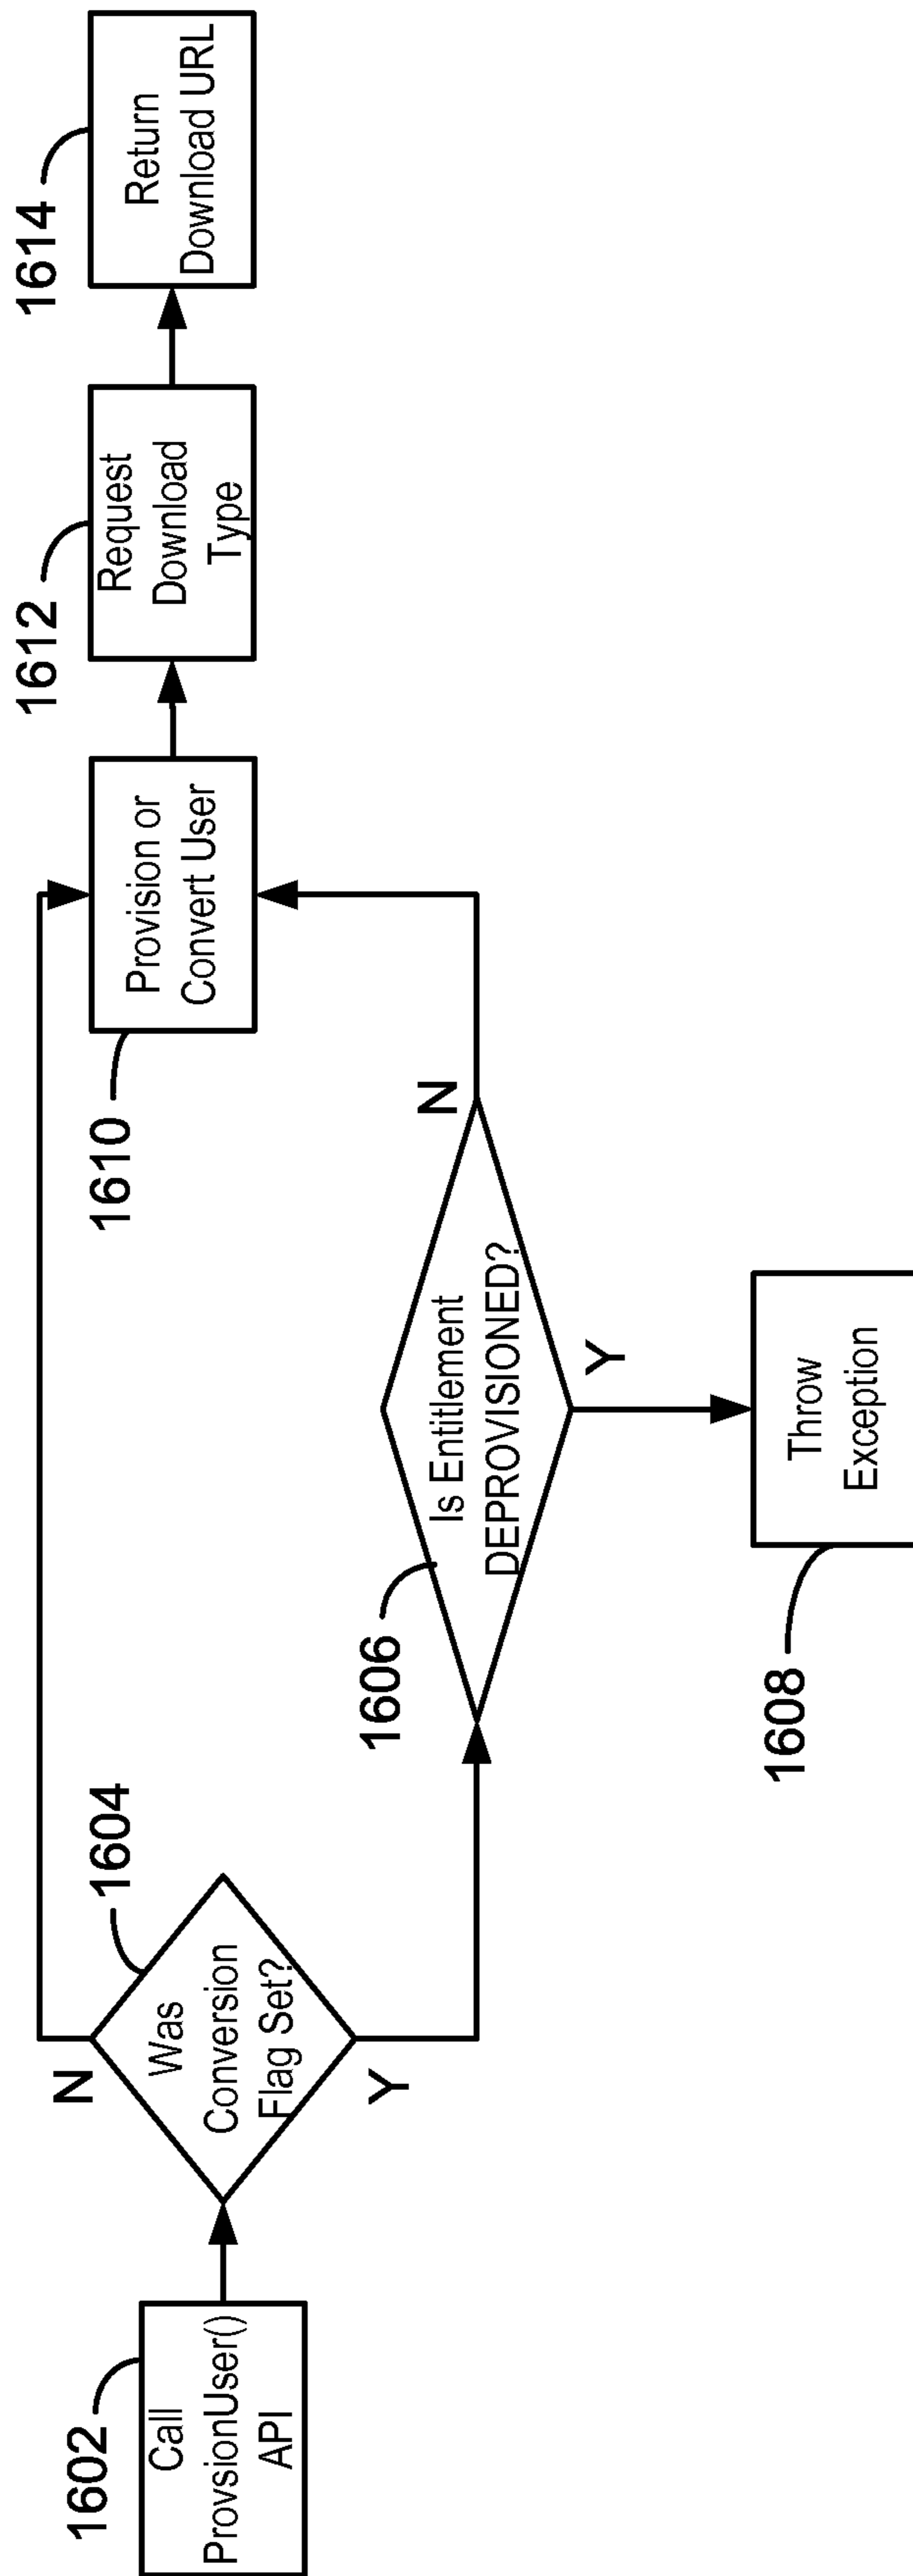 1602
Call
ProvsionUser()
API
1604
Was
Conversion
Flag Set?
N
Y
1606
Is Entitlement
DEPROVISIONED?
N
Y
1608
Throw
Exception
1610
Provision or
Convert User
1612
Request
Download
Type
1614
Return
Download URL